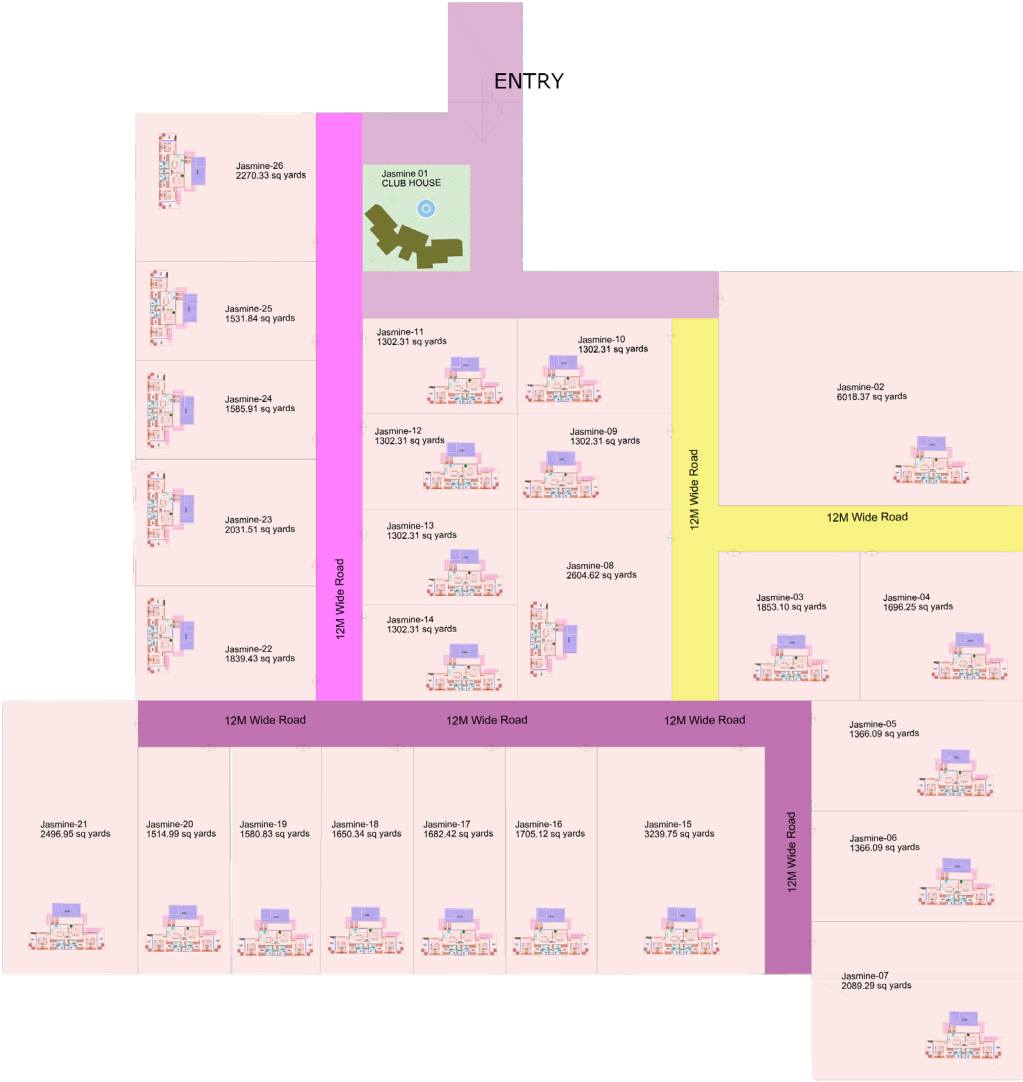 ENTRY
Jasmine-26
2270.33 sq yards
Jasmine 01
CLUB HOUSE
Jasmine-25
1531.84 sq yards
Jasmine-11
1302.31 sq yards
Jasmine-10
1302.31 sq yards
Jasmine-02
6018.37 sq yards
Jasmine-24
1585.91 sq yards
Jasmine-12
1302.31 sq yards
Jasmine-09
1302.31 sq yards
12M Wide Road
12M Wide Road
Jasmine-23
2031.51 sq yards
Jasmine-13
1302.31 sq yards
Jasmine-08
2604.62 sq yards
12M Wide Road
Jasmine-03
1853.10 sq yards
Jasmine-04
1696.25 sq yards
Jasmine-14
1302.31 sq yards
Jasmine-22
1839.43 sq yards
12M Wide Road
12M Wide Road
12M Wide Road
Jasmine-05
1366.09 sq yards
Jasmine-21
2496.95 sq yards
Jasmine-20
1514.99 sq yards
Jasmine-19
1580.83 sq yards
Jasmine-18
1650.34 sq yards
Jasmine-17
1682.42 sq yards
Jasmine-16
1705.12 sq yards
Jasmine-15
3239.75 sq yards
12M Wide Road
Jasmine-06
1366.09 sq yards
Jasmine-07
2089.29 sq yards